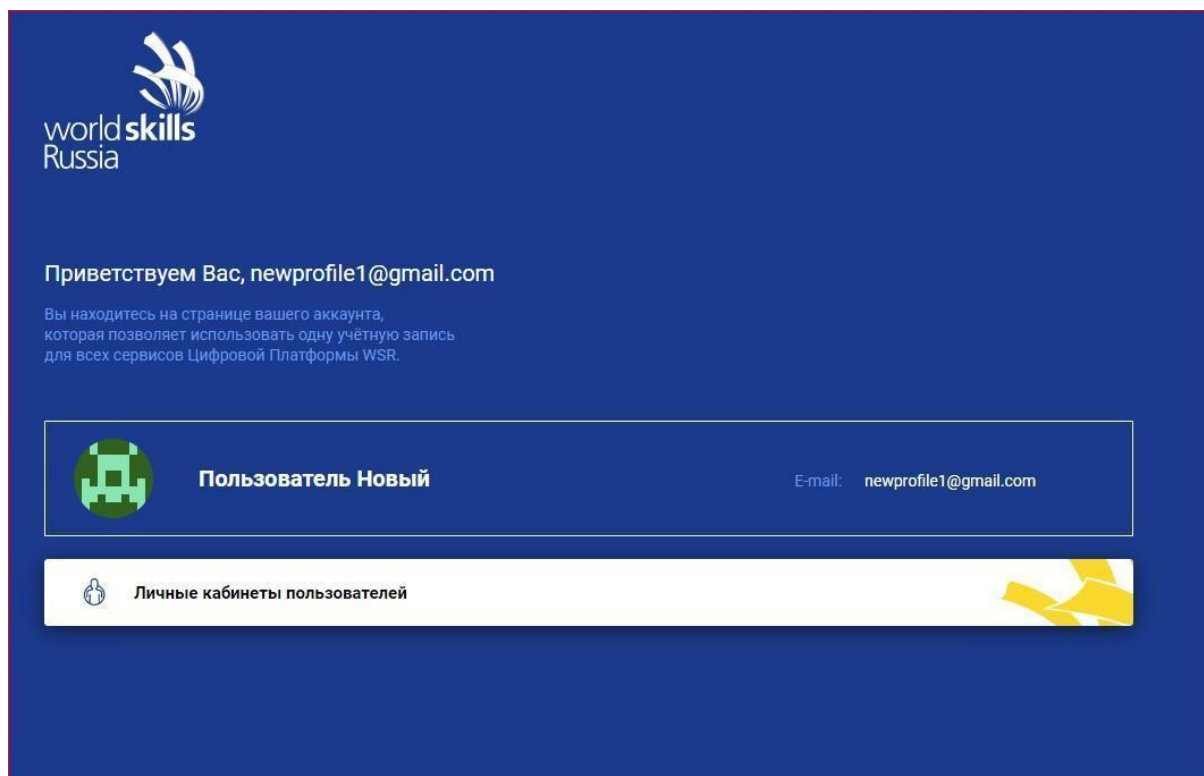 world skills
Russia
Приветствуем Вас, newprofile1@gmail.com
Вы находитесь на странице вашего аккаунта,
которая позволяет использовать одну учётную запись
для всех сервисов Цифровой Платформы WSR.
Пользователь Новый
E-mail: newprofile1@gmail.com
Личные кабинеты пользователей